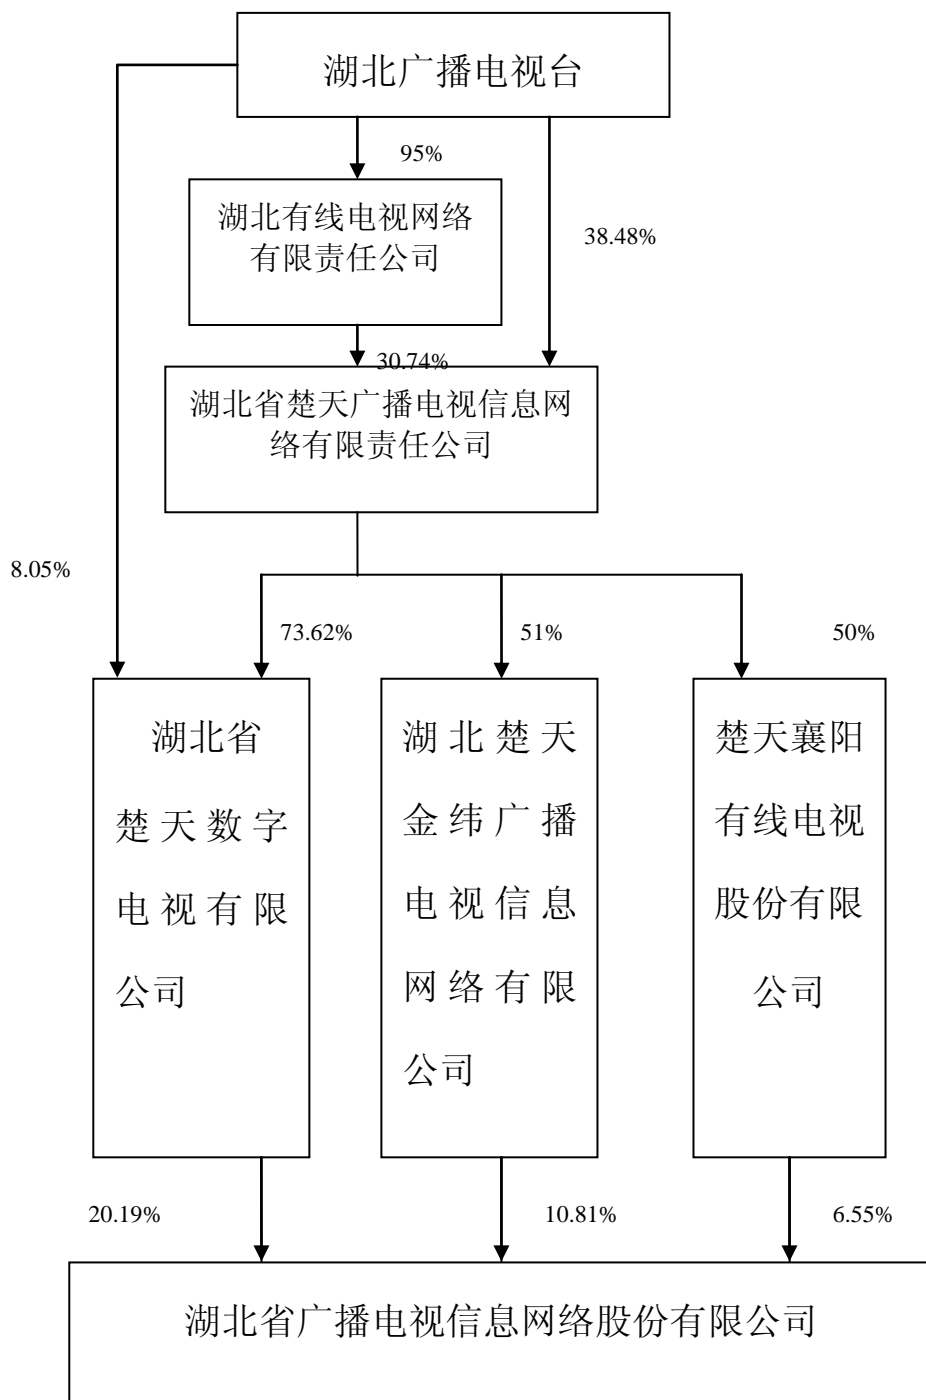 湖北广播电视台
95%
湖北有线电视网络
有限责任公司
38.48%
30.74%
湖北省楚天广播电视信息网
络有限责任公司
8.05%
73.62%
51%
50%
湖北省
楚天数字
电视有限
公司
湖北楚天
金纬广播
电视信息
网络有限
公司
楚天襄阳
有线电视
股份有限
公司
20.19%
10.81%
6.55%
湖北省广播电视信息网络股份有限公司